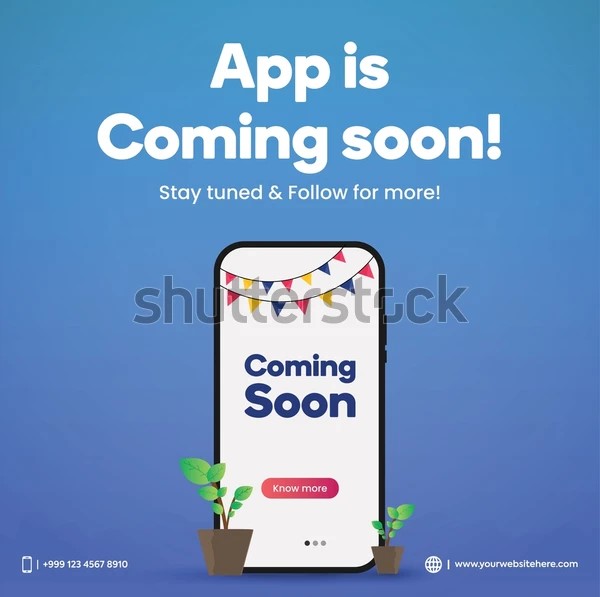 App is
Coming soon!
Stay tuned & Follow for more!
shutterstock
Coming
Soon
Know more
| +999 123 4567 8910
| www.yourwebsitehere.com